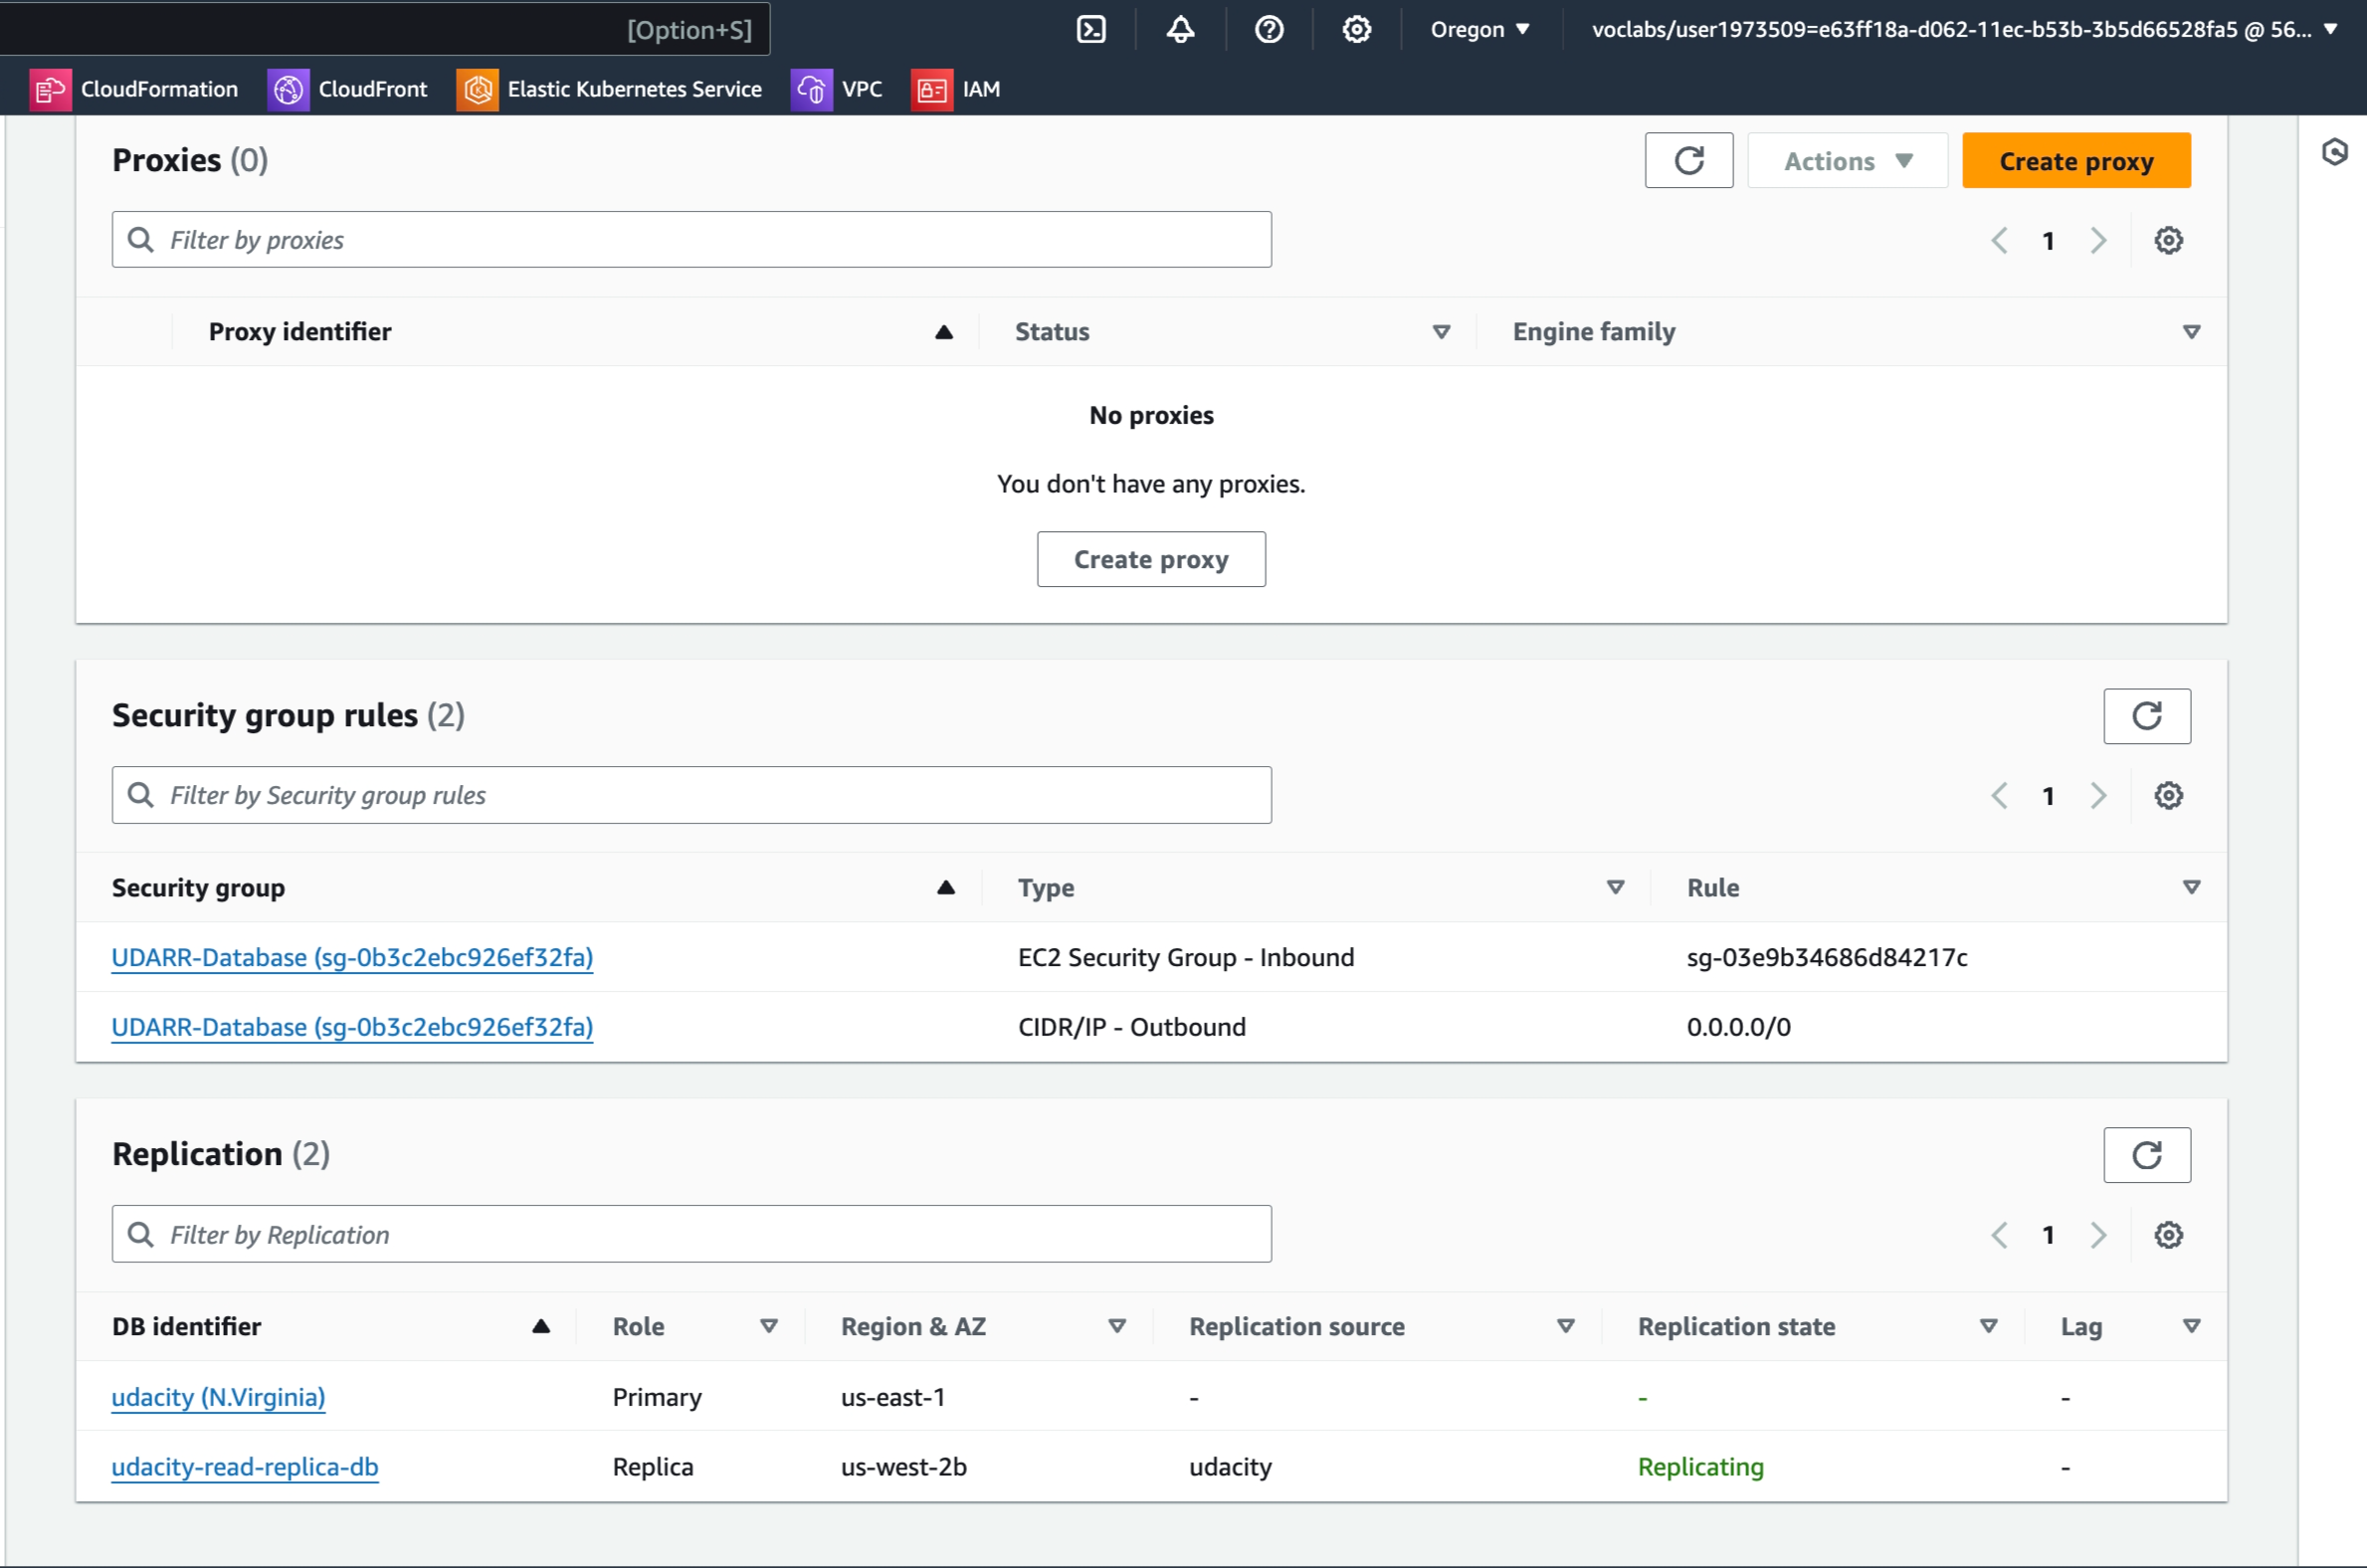 [Option+S]
Oregon
voclabs/user1973509=e63ff18a-d062-11ec-b53b-3b5d66528fa5 @ 56...
CloudFormation CloudFront Elastic Kubernetes Service VPC IAM
Proxies (0)
Actions
Create proxy
Filter by proxies
1
Proxy identifier Status Engine family
No proxies
You don't have any proxies.
Create proxy
Security group rules (2)
Filter by Security group rules
1
Security group Type Rule
UDARR-Database (sg-0b3c2ebc926ef32fa) EC2 Security Group - Inbound sg-03e9b34686d84217c
UDARR-Database (sg-0b3c2ebc926ef32fa) CIDR/IP - Outbound 0.0.0.0/0
Replication (2)
Filter by Replication
1
DB identifier Role Region & AZ Replication source Replication state Lag
udacity (N.Virginia) Primary us-east-1 - - -
udacity-read-replica-db Replica us-west-2b udacity Replicating -